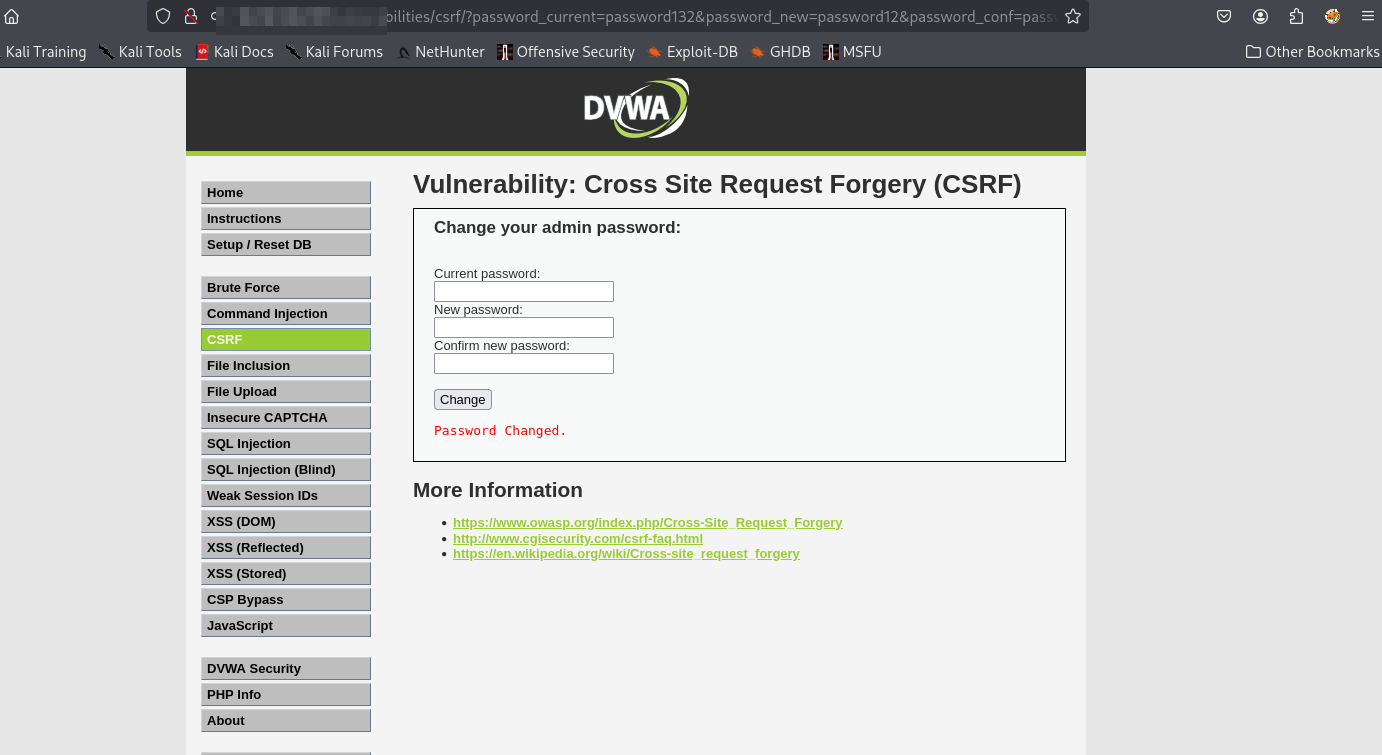 bilities/csrf/?password_current=password132&password_new=password12&password_conf=passw
Kali Training Kali Tools Kali Docs Kali Forums NetHunter Offensive Security Exploit-DB GHDB MSFU Other Bookmarks
DVWA
Home
Instructions
Setup / Reset DB
Brute Force
Command Injection
CSRF
File Inclusion
File Upload
Insecure CAPTCHA
SQL Injection
SQL Injection (Blind)
Weak Session IDs
XSS (DOM)
XSS (Reflected)
XSS (Stored)
CSP Bypass
JavaScript
DVWA Security
PHP Info
About
Vulnerability: Cross Site Request Forgery (CSRF)
Change your admin password:
Current password:
New password:
Confirm new password:
Change
Password Changed.
More Information
https://www.owasp.org/index.php/Cross-Site_Request_Forgery
http://www.cgisecurity.com/csrf-faq.html
https://en.wikipedia.org/wiki/Cross-site_request_forgery